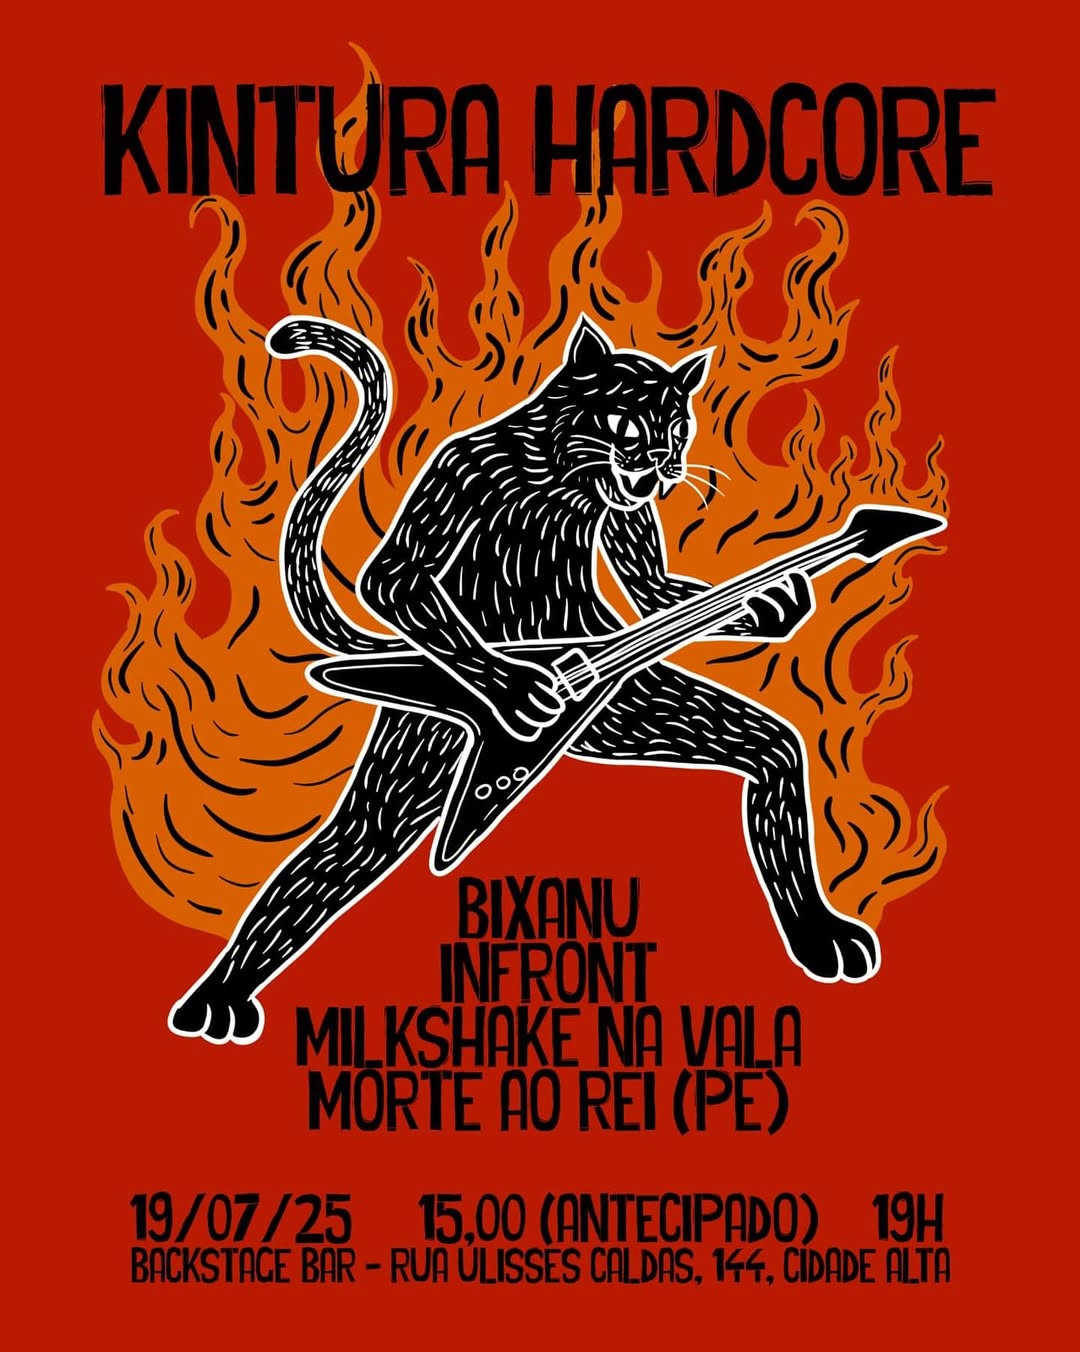 KINTURA HARDCORE
BIXANU
INFRONT
MILKSHAKE NA VALA
MORTE AO REI (PE)
19/07/25 15,00 (ANTECIPADO) 19H
BACKSTAGE BAR - RUA ULISSES CALDAS, 144, CIDADE ALTA